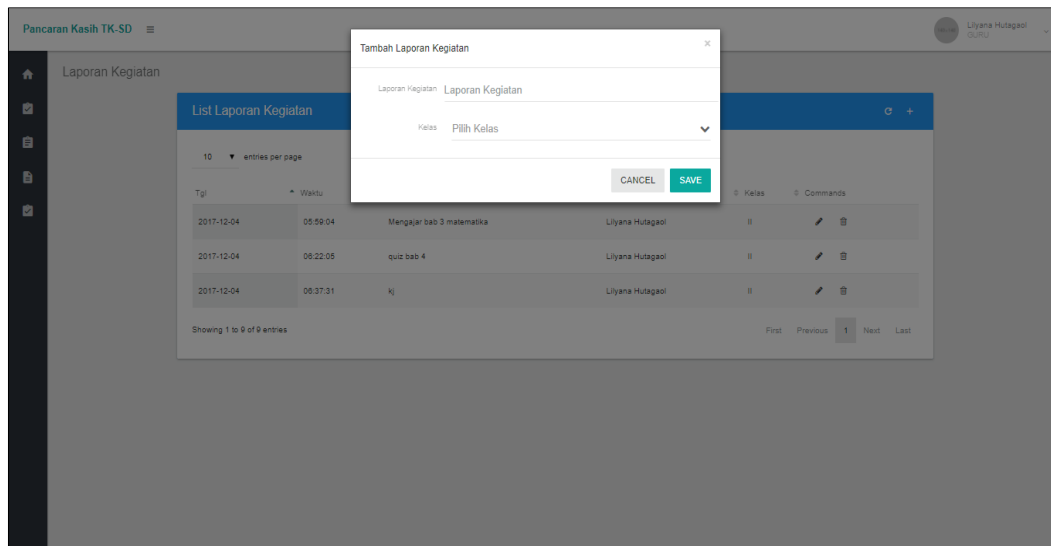 Pancaran Kasih TK-SD
Lilyana Hutagaol
GURU
Laporan Kegiatan
Tambah Laporan Kegiatan
×
Laporan Kegiatan Laporan Kegiatan
Kelas Pilih Kelas
CANCEL SAVE
List Laporan Kegiatan
10 entries per page
Tgl Waktu Kelas Commands
2017-12-04 05:59:04 Mengajar bab 3 matematika Lilyana Hutagaol II
2017-12-04 06:22:05 quiz bab 4 Lilyana Hutagaol II
2017-12-04 06:37:31 kj Lilyana Hutagaol II
Showing 1 to 9 of 9 entries
First Previous 1 Next Last